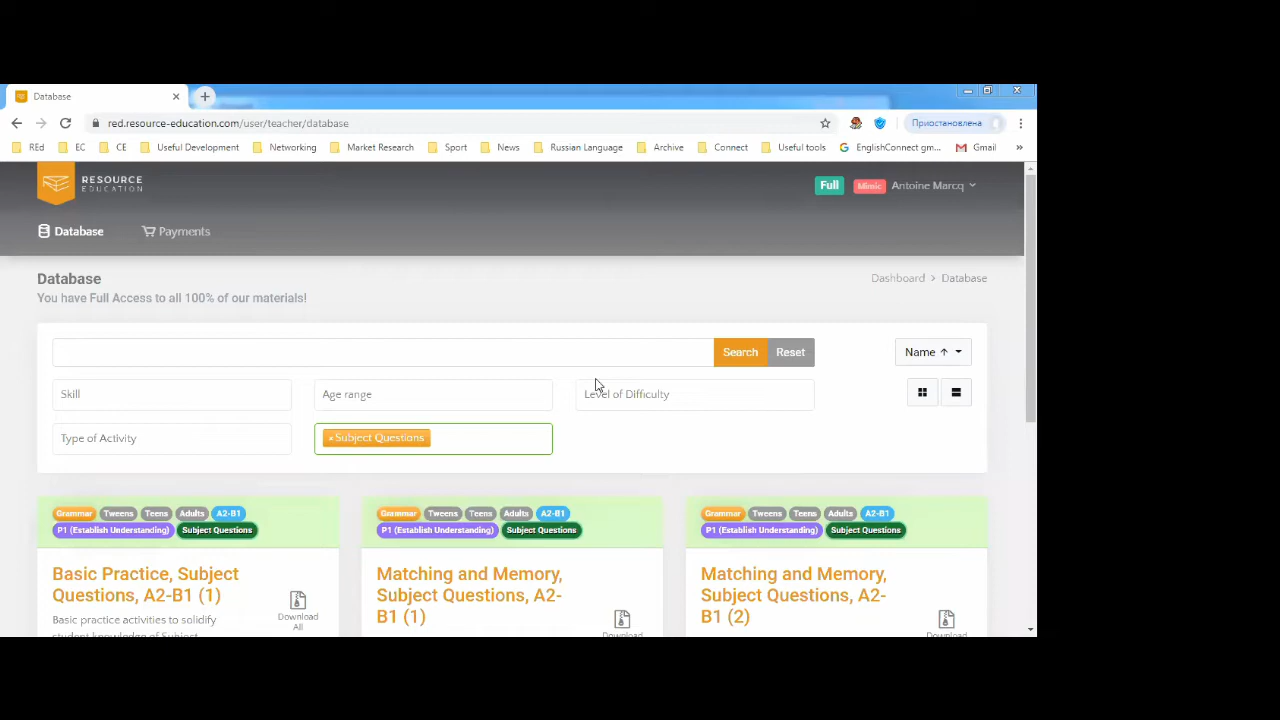 Database
red.resource-education.com/user/teacher/database
Приостановлена
REd EC CE Useful Development Networking Market Research Sport News Russian Language Archive Connect Useful tools EnglishConnect gm... Gmail »
RESOURCE
EDUCATION
Full Mimic Antoine Marcq
Database Payments
Database
Dashboard > Database
You have Full Access to all 100% of our materials!
Search Reset Name ↑
Skill Age range Level of Difficulty
Type of Activity ×Subject Questions
Grammar Tweens Teens Adults A2-B1
P1 (Establish Understanding) Subject Questions
Basic Practice, Subject
Questions, A2-B1 (1)
Download
All
Basic practice activities to solidify
student knowledge of Subject
Grammar Tweens Teens Adults A2-B1
P1 (Establish Understanding) Subject Questions
Matching and Memory,
Subject Questions, A2-
B1 (1)
Download
Grammar Tweens Teens Adults A2-B1
P1 (Establish Understanding) Subject Questions
Matching and Memory,
Subject Questions, A2-
B1 (2)
Download